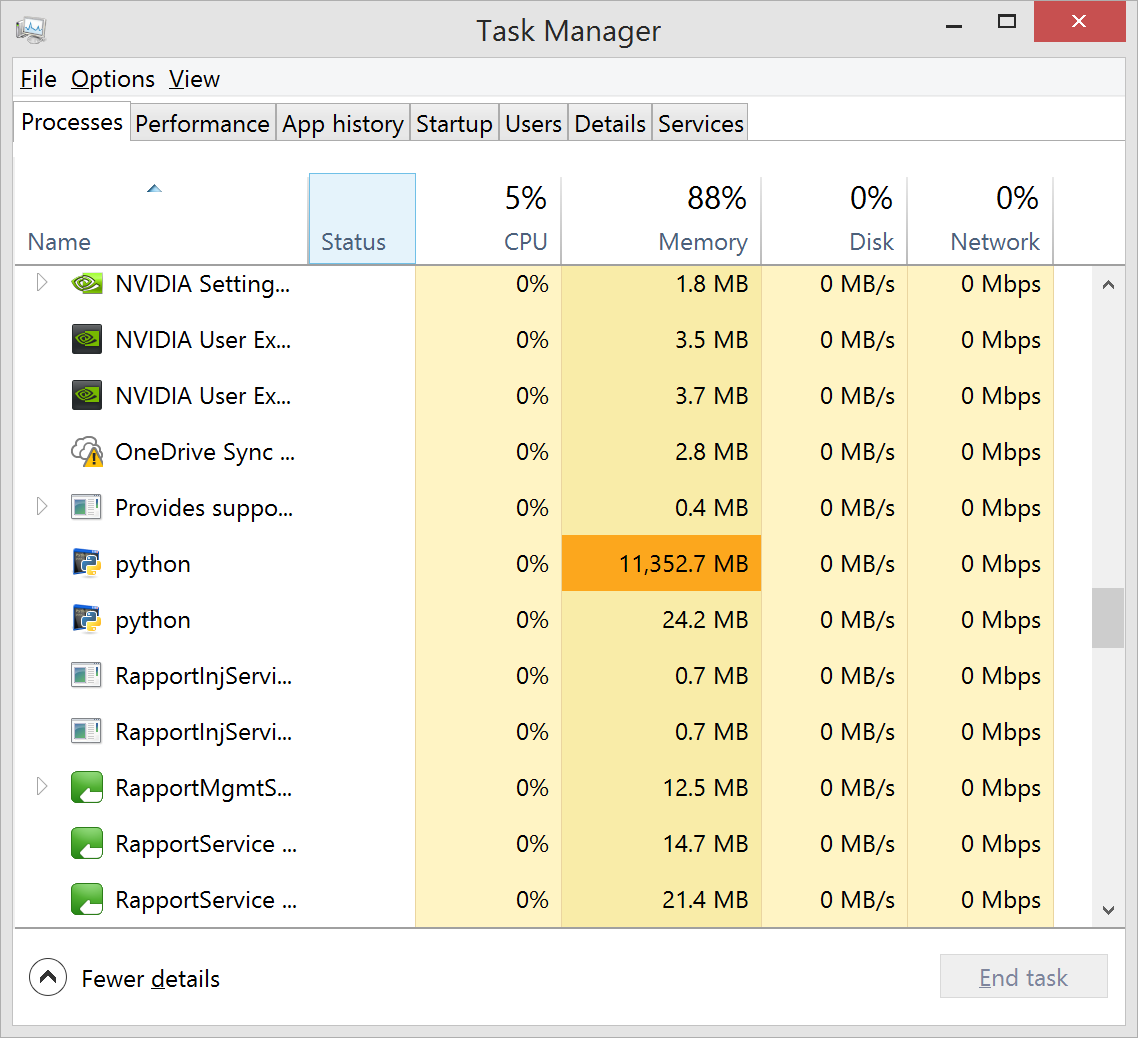 Task Manager
File Options View
Processes Performance App history Startup Users Details Services
5% 88% 0% 0%
Name Status CPU Memory Disk Network
NVIDIA Setting... 0% 1.8 MB 0 MB/s 0 Mbps
NVIDIA User Ex... 0% 3.5 MB 0 MB/s 0 Mbps
NVIDIA User Ex... 0% 3.7 MB 0 MB/s 0 Mbps
OneDrive Sync ... 0% 2.8 MB 0 MB/s 0 Mbps
Provides suppo... 0% 0.4 MB 0 MB/s 0 Mbps
python 0% 11,352.7 MB 0 MB/s 0 Mbps
python 0% 24.2 MB 0 MB/s 0 Mbps
RapportInjServi... 0% 0.7 MB 0 MB/s 0 Mbps
RapportInjServi... 0% 0.7 MB 0 MB/s 0 Mbps
RapportMgmtS... 0% 12.5 MB 0 MB/s 0 Mbps
RapportService ... 0% 14.7 MB 0 MB/s 0 Mbps
RapportService ... 0% 21.4 MB 0 MB/s 0 Mbps
Fewer details End task